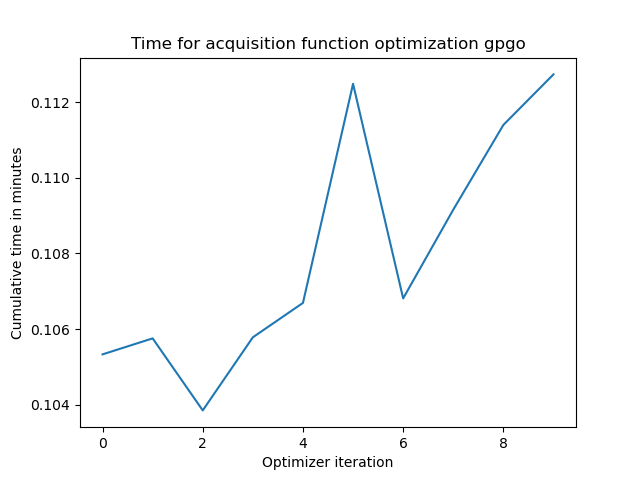 Time for acquisition function optimization gpgo
Cumulative time in minutes
0.112
0.110
0.108
0.106
0.104
0 2 4 6 8
Optimizer iteration